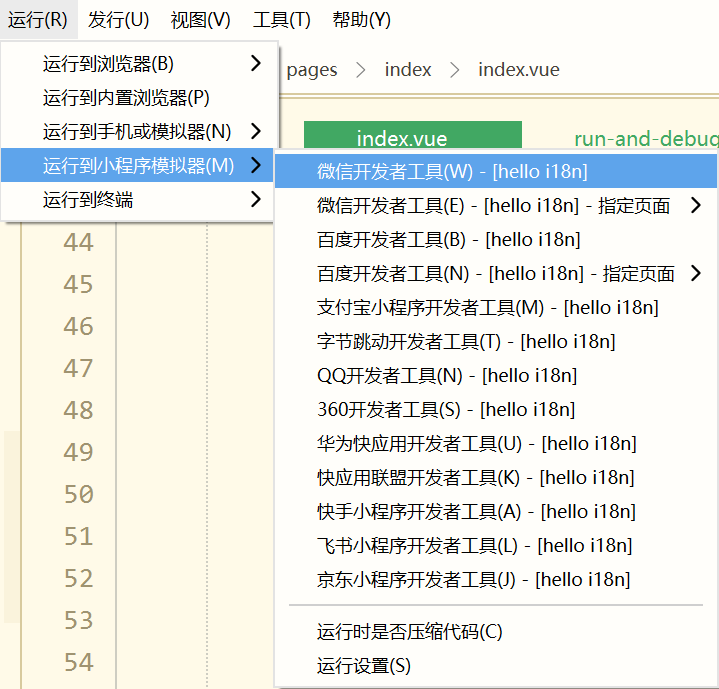 运行(R) 发行(U) 视图(V) 工具(T) 帮助(Y)
运行到浏览器(B)
运行到内置浏览器(P)
运行到手机或模拟器(N)
运行到小程序模拟器(M)
运行到终端
pages > index > index.vue
index.vue run-and-debug
微信开发者工具(W) - [hello i18n]
微信开发者工具(E) - [hello i18n] - 指定页面
百度开发者工具(B) - [hello i18n]
百度开发者工具(N) - [hello i18n] - 指定页面
支付宝小程序开发者工具(M) - [hello i18n]
字节跳动开发者工具(T) - [hello i18n]
QQ开发者工具(N) - [hello i18n]
360开发者工具(S) - [hello i18n]
华为快应用开发者工具(U) - [hello i18n]
快应用联盟开发者工具(K) - [hello i18n]
快手小程序开发者工具(A) - [hello i18n]
飞书小程序开发者工具(L) - [hello i18n]
京东小程序开发者工具(J) - [hello i18n]
运行时是否压缩代码(C)
运行设置(S)
44
45
46
47
48
49
50
51
52
53
54